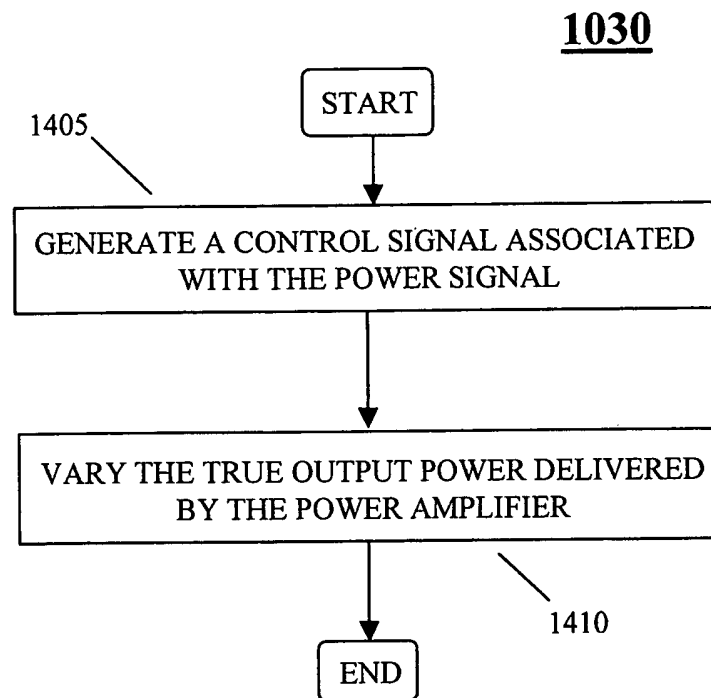 1030
START
1405
GENERATE A CONTROL SIGNAL ASSOCIATED
WITH THE POWER SIGNAL
VARY THE TRUE OUTPUT POWER DELIVERED
BY THE POWER AMPLIFIER
1410
END